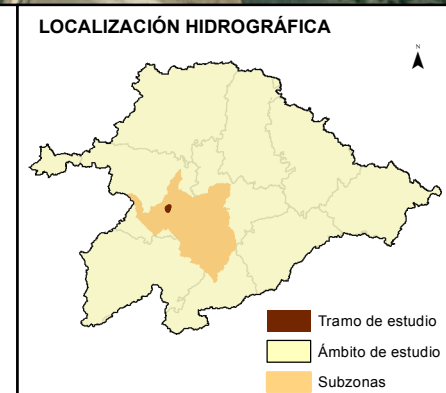 LOCALIZACIÓN HIDROGRÁFICA
N
Tramo de estudio
Ámbito de estudio
Subzonas